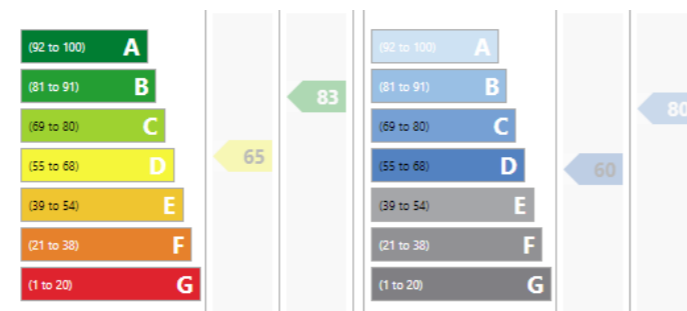 (92 to 100) A
(81 to 91) B
(69 to 80) C
(55 to 68) D
(39 to 54) E
(21 to 38) F
(1 to 20) G
65
83
(92 to 100) A
(81 to 91) B
(69 to 80) C
(55 to 68) D
(39 to 54) E
(21 to 38) F
(1 to 20) G
60
80